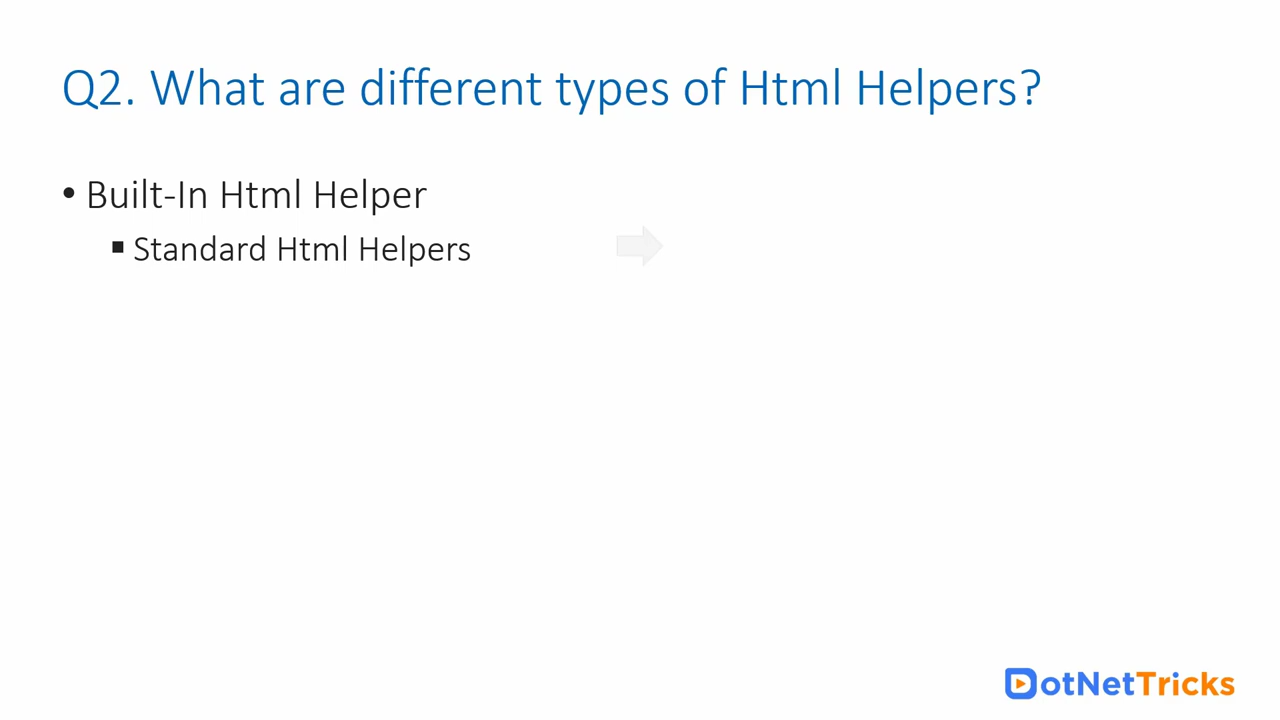 Q2. What are different types of Html Helpers?
• Built-In Html Helper
▪ Standard Html Helpers
DotNetTricks